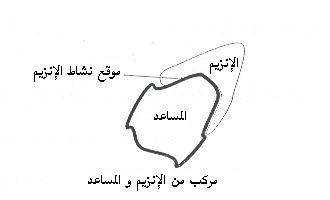 الإنزيم
موقع نشاط الإنزيم
المساعد
مركب من الإنزيم و المساعد